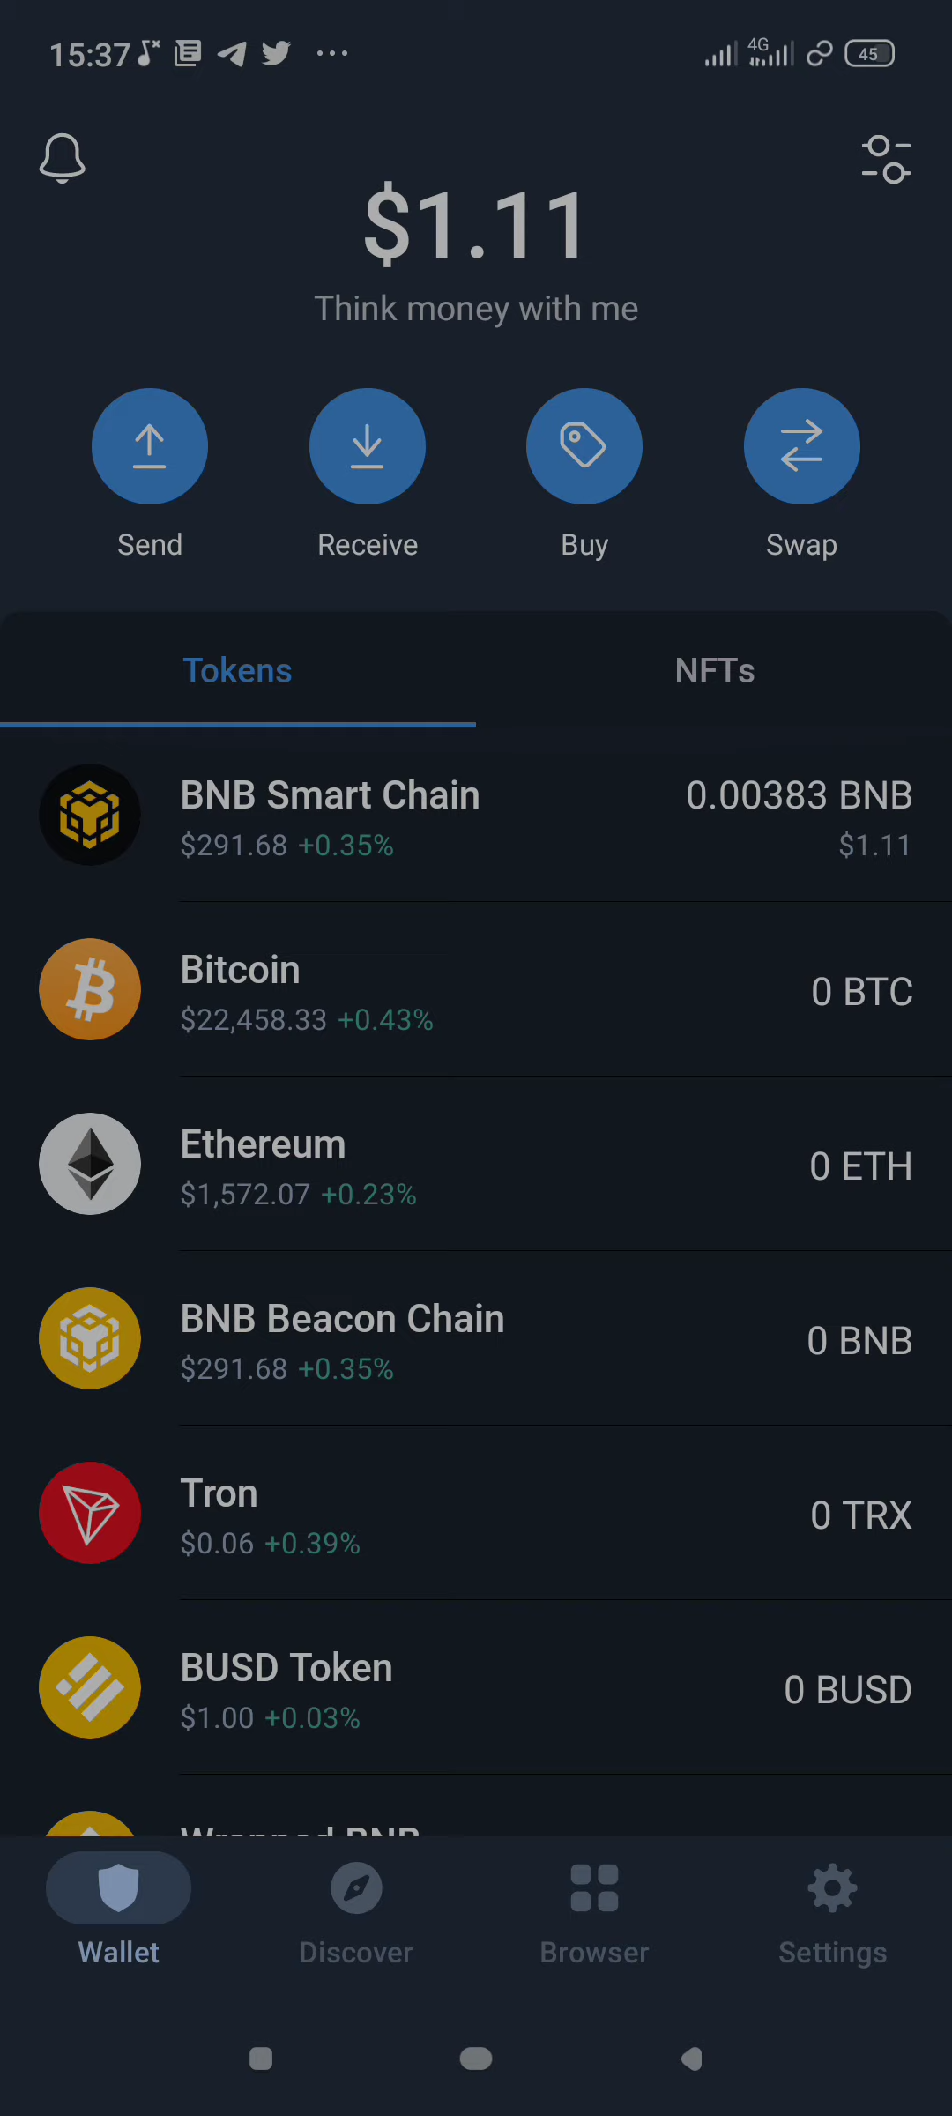 15:37
4G
45
$1.11
Think money with me
Send
Receive
Buy
Swap
Tokens
NFTs
BNB Smart Chain
0.00383 BNB
$291.68 +0.35%
$1.11
Bitcoin
0 BTC
$22,458.33 +0.43%
Ethereum
0 ETH
$1,572.07 +0.23%
BNB Beacon Chain
0 BNB
$291.68 +0.35%
Tron
0 TRX
$0.06 +0.39%
BUSD Token
0 BUSD
$1.00 +0.03%
Wrapped BNB
Wallet
Discover
Browser
Settings